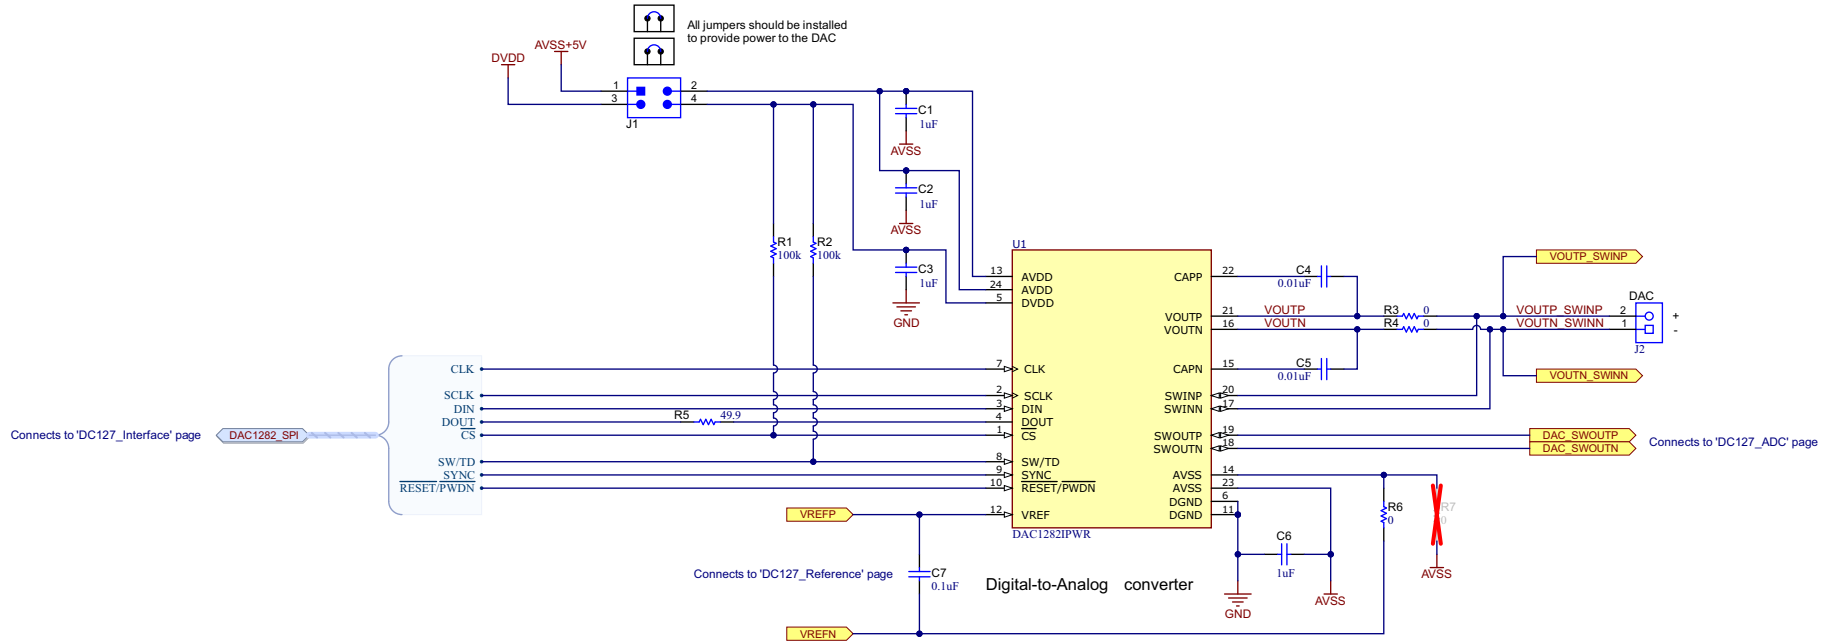 All jumpers should be installed
to provide power to the DAC
AVSS+5V
DVDD
1
2
3
4
J1
C1
1uF
AVSS
C2
1uF
AVSS
R1
100k
R2
100k
C3
1uF
GND
U1
13
AVDD
24
AVDD
5
DVDD
7
CLK
2
SCLK
3
DIN
4
DOUT
1
CS
8
SW/TD
9
SYNC
10
RESET/PWDN
12
VREF
DAC1282IPWR
CAPP
22
VOUTP
21
VOUTN
16
CAPN
15
SWINP
20
SWINN
17
SWOUTP
19
SWOUTN
18
AVSS
14
AVSS
23
DGND
6
DGND
11
C4
0.01uF
VOUTP
VOUTN
R3
0
R4
0
C5
0.01uF
VOUTP_SWINP
VOUTP_SWINP
VOUTN_SWINN
VOUTN_SWINN
DAC
2
1
+
-
J2
DAC_SWOUTP
DAC_SWOUTN
Connects to 'DC127_ADC' page
CLK
SCLK
DIN
DOUT
CS
SW/TD
SYNC
RESET/PWDN
R5
49.9
Connects to 'DC127_Interface' page
DAC1282_SPI
VREFP
Connects to 'DC127_Reference' page
C7
0.1uF
VREFN
Digital-to-Analog converter
C6
1uF
GND
AVSS
R6
0
R7
0
AVSS